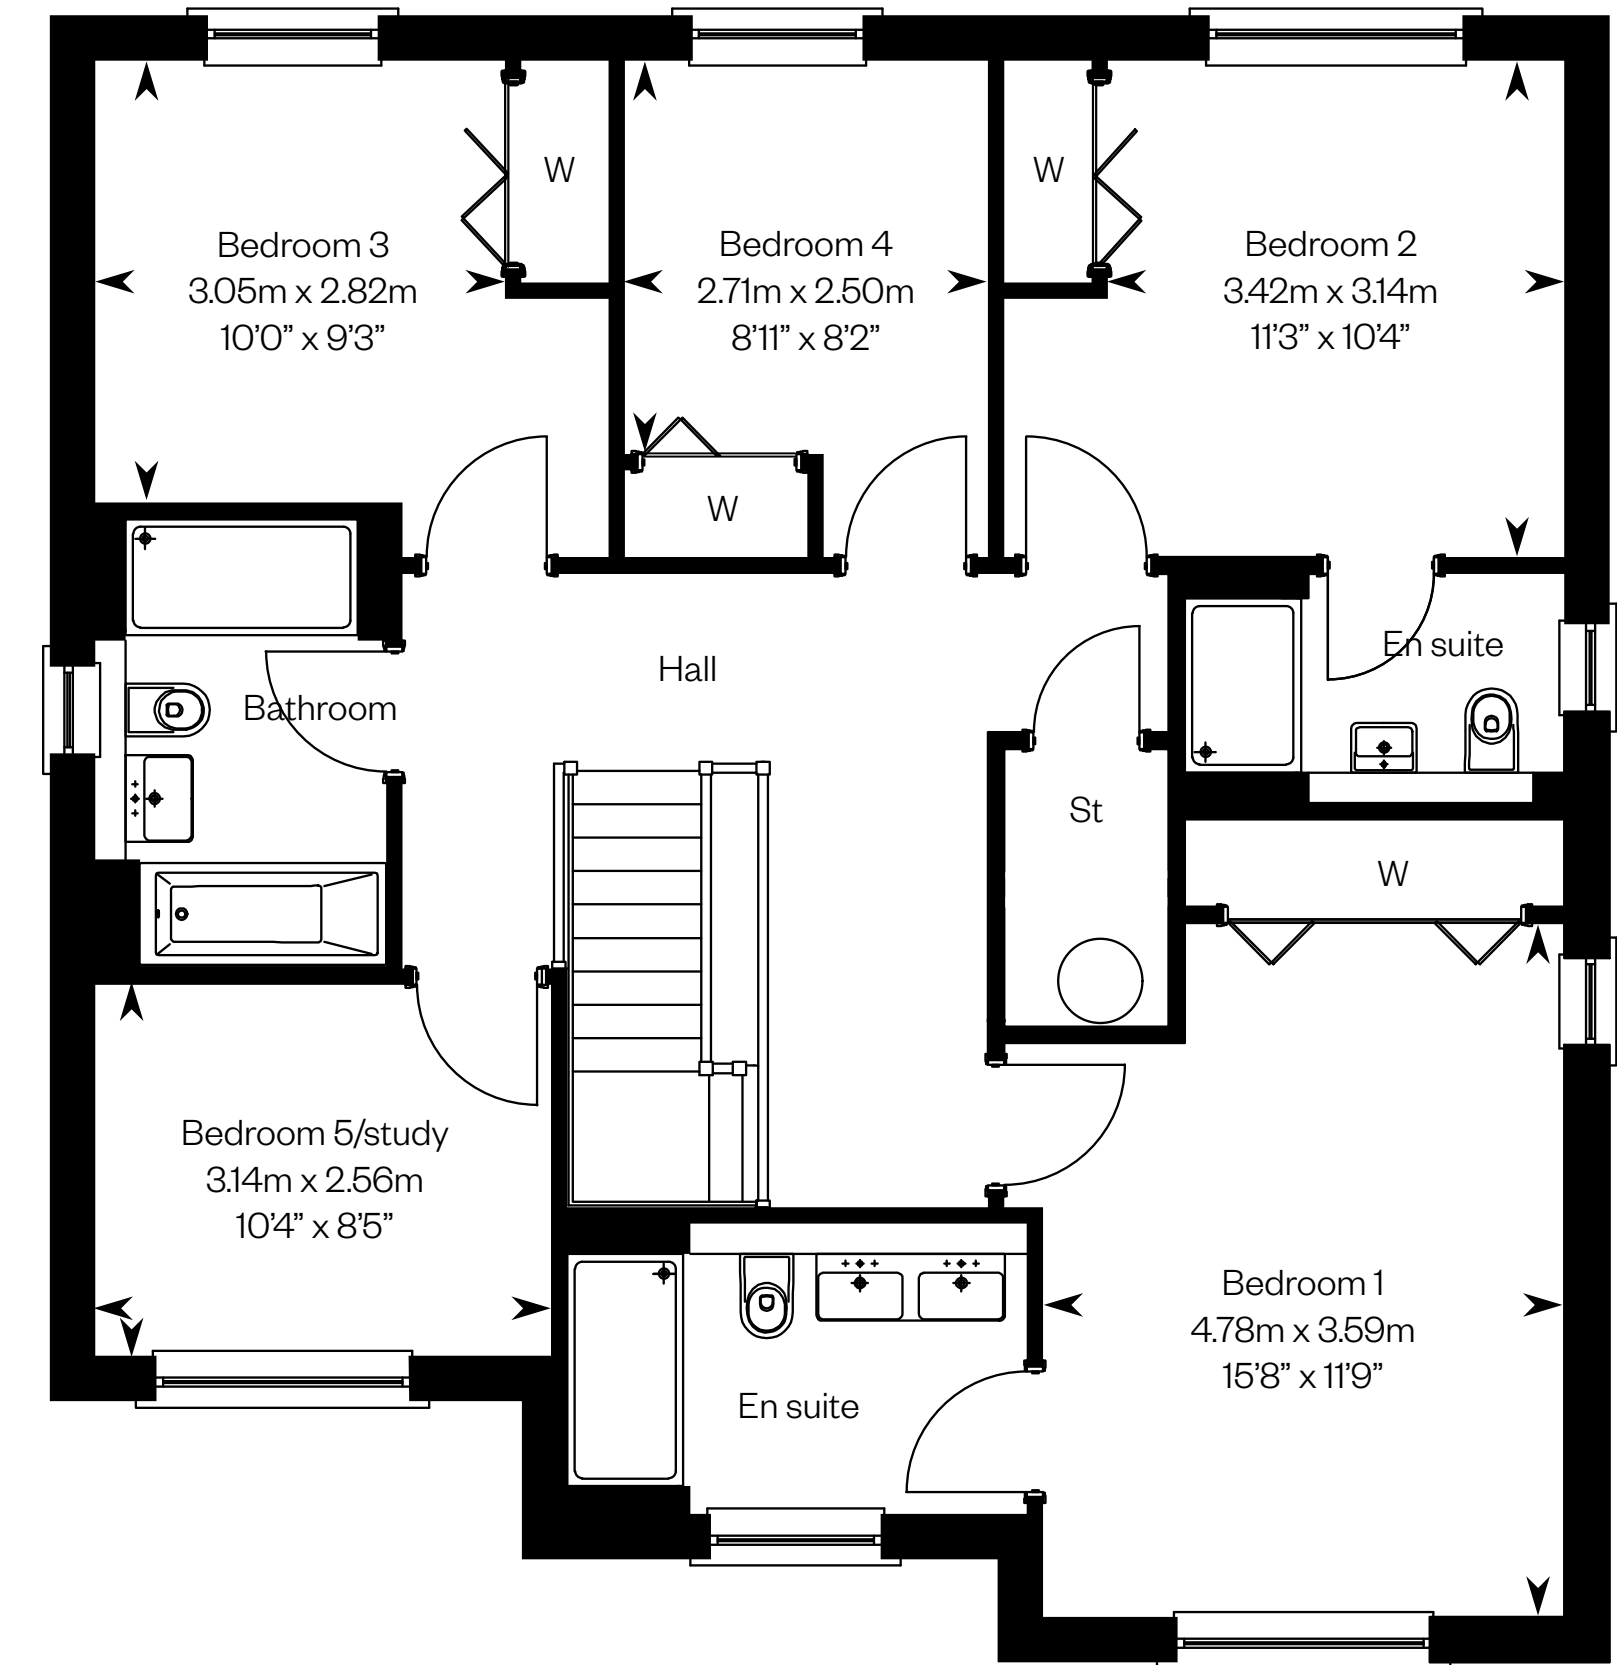 W
W
Bedroom 3
3.05m x 2.82m
10’0” x 9’3”
Bedroom 4
2.71m x 2.50m
8’11” x 8’2”
Bedroom 2
3.42m x 3.14m
11’3” x 10’4”
W
Hall
En suite
Bathroom
St
W
Bedroom 5/study
3.14m x 2.56m
10’4” x 8’5”
Bedroom 1
4.78m x 3.59m
15’8” x 11’9”
En suite